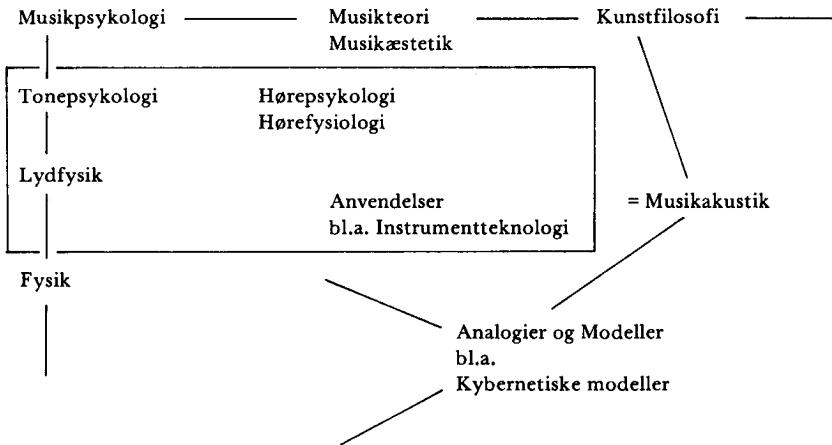 Musikpsykologi Musikteori Kunstfilosofi
Musikæstetik
Tonepsykologi Hørepsykologi
Hørefysiologi
Lydfysik
Anvendelser = Musikakustik
bl.a. Instrumentteknologi
Fysik
Analogier og Modeller
bl.a.
Kybernetiske modeller